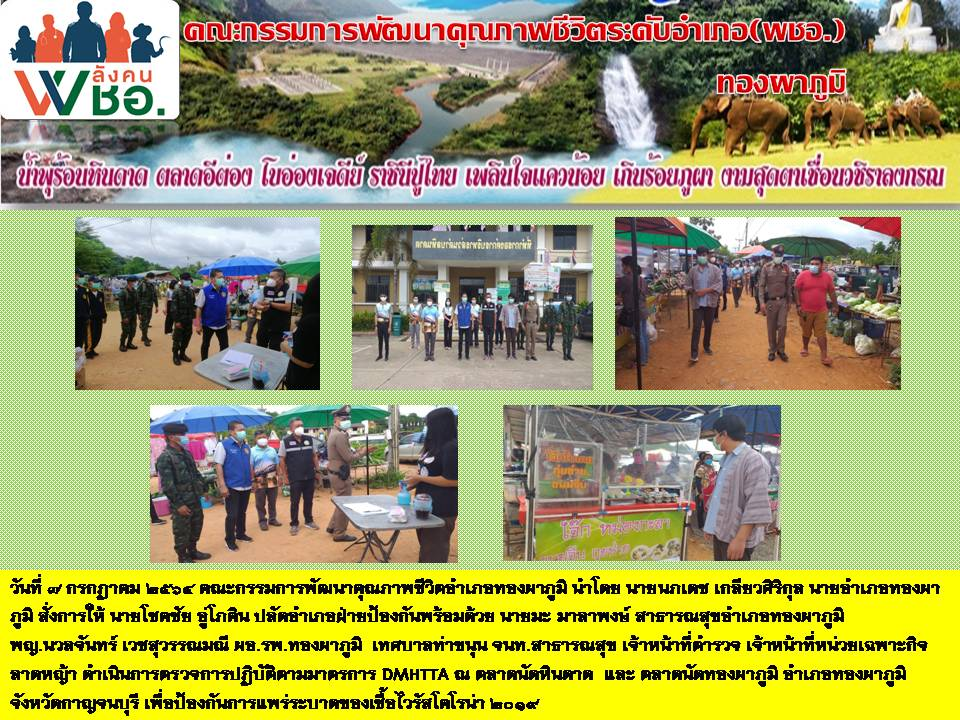 คณะกรรมการพัฒนาคุณภาพชีวิตระดับอำเภอ(พชอ.)
ทองผาภูมิ
พลังคน
พชอ.
น้ำพุร้อนหินดาด ตลาดอีต่อง โบอ่องเจดีย์ ราชินีปูไทย เพลินใจแควน้อย เกินร้อยภูผา งามสุดตาเขื่อนวชิราลงกรณ
โจ๊ก
วันที่ ๗ กรกฎาคม ๒๕๖๔ คณะกรรมการพัฒนาคุณภาพชีวิตอำเภอทองผาภูมิ นำโดย นายนภเดช เกลียวศิริกุล นายอำเภอทองผา
ภูมิ สั่งการให้ นายโชตชัย อู่โภคิน ปลัดอำเภอฝ่ายป้องกันพร้อมด้วย นายมะ มาลาพงษ์ สาธารณสุขอำเภอทองผาภูมิ
พญ.นวลจันทร์ เวชสุวรรณมณี ผอ.รพ.ทองผาภูมิ เทศบาลท่าขนุน จนท.สาธารณสุข เจ้าหน้าที่ตำรวจ เจ้าหน้าที่หน่วยเฉพาะกิจ
ลาดหญ้า ดำเนินการตรวจการปฏิบัติตามมาตรการ DMHTTA ณ ตลาดนัดหินดาด และ ตลาดนัดทองผาภูมิ อำเภอทองผาภูมิ
จังหวัดกาญจนบุรี เพื่อป้องกันการแพร่ระบาดของเชื้อไวรัสโคโรน่า ๒๐๑๙